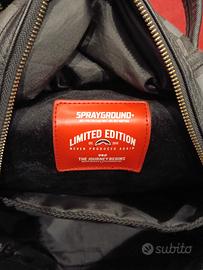 SPRAYGROUND
LIMITED EDITION
NEVER PRODUCED AGAIN
THE JOURNEY BEGINS
subito